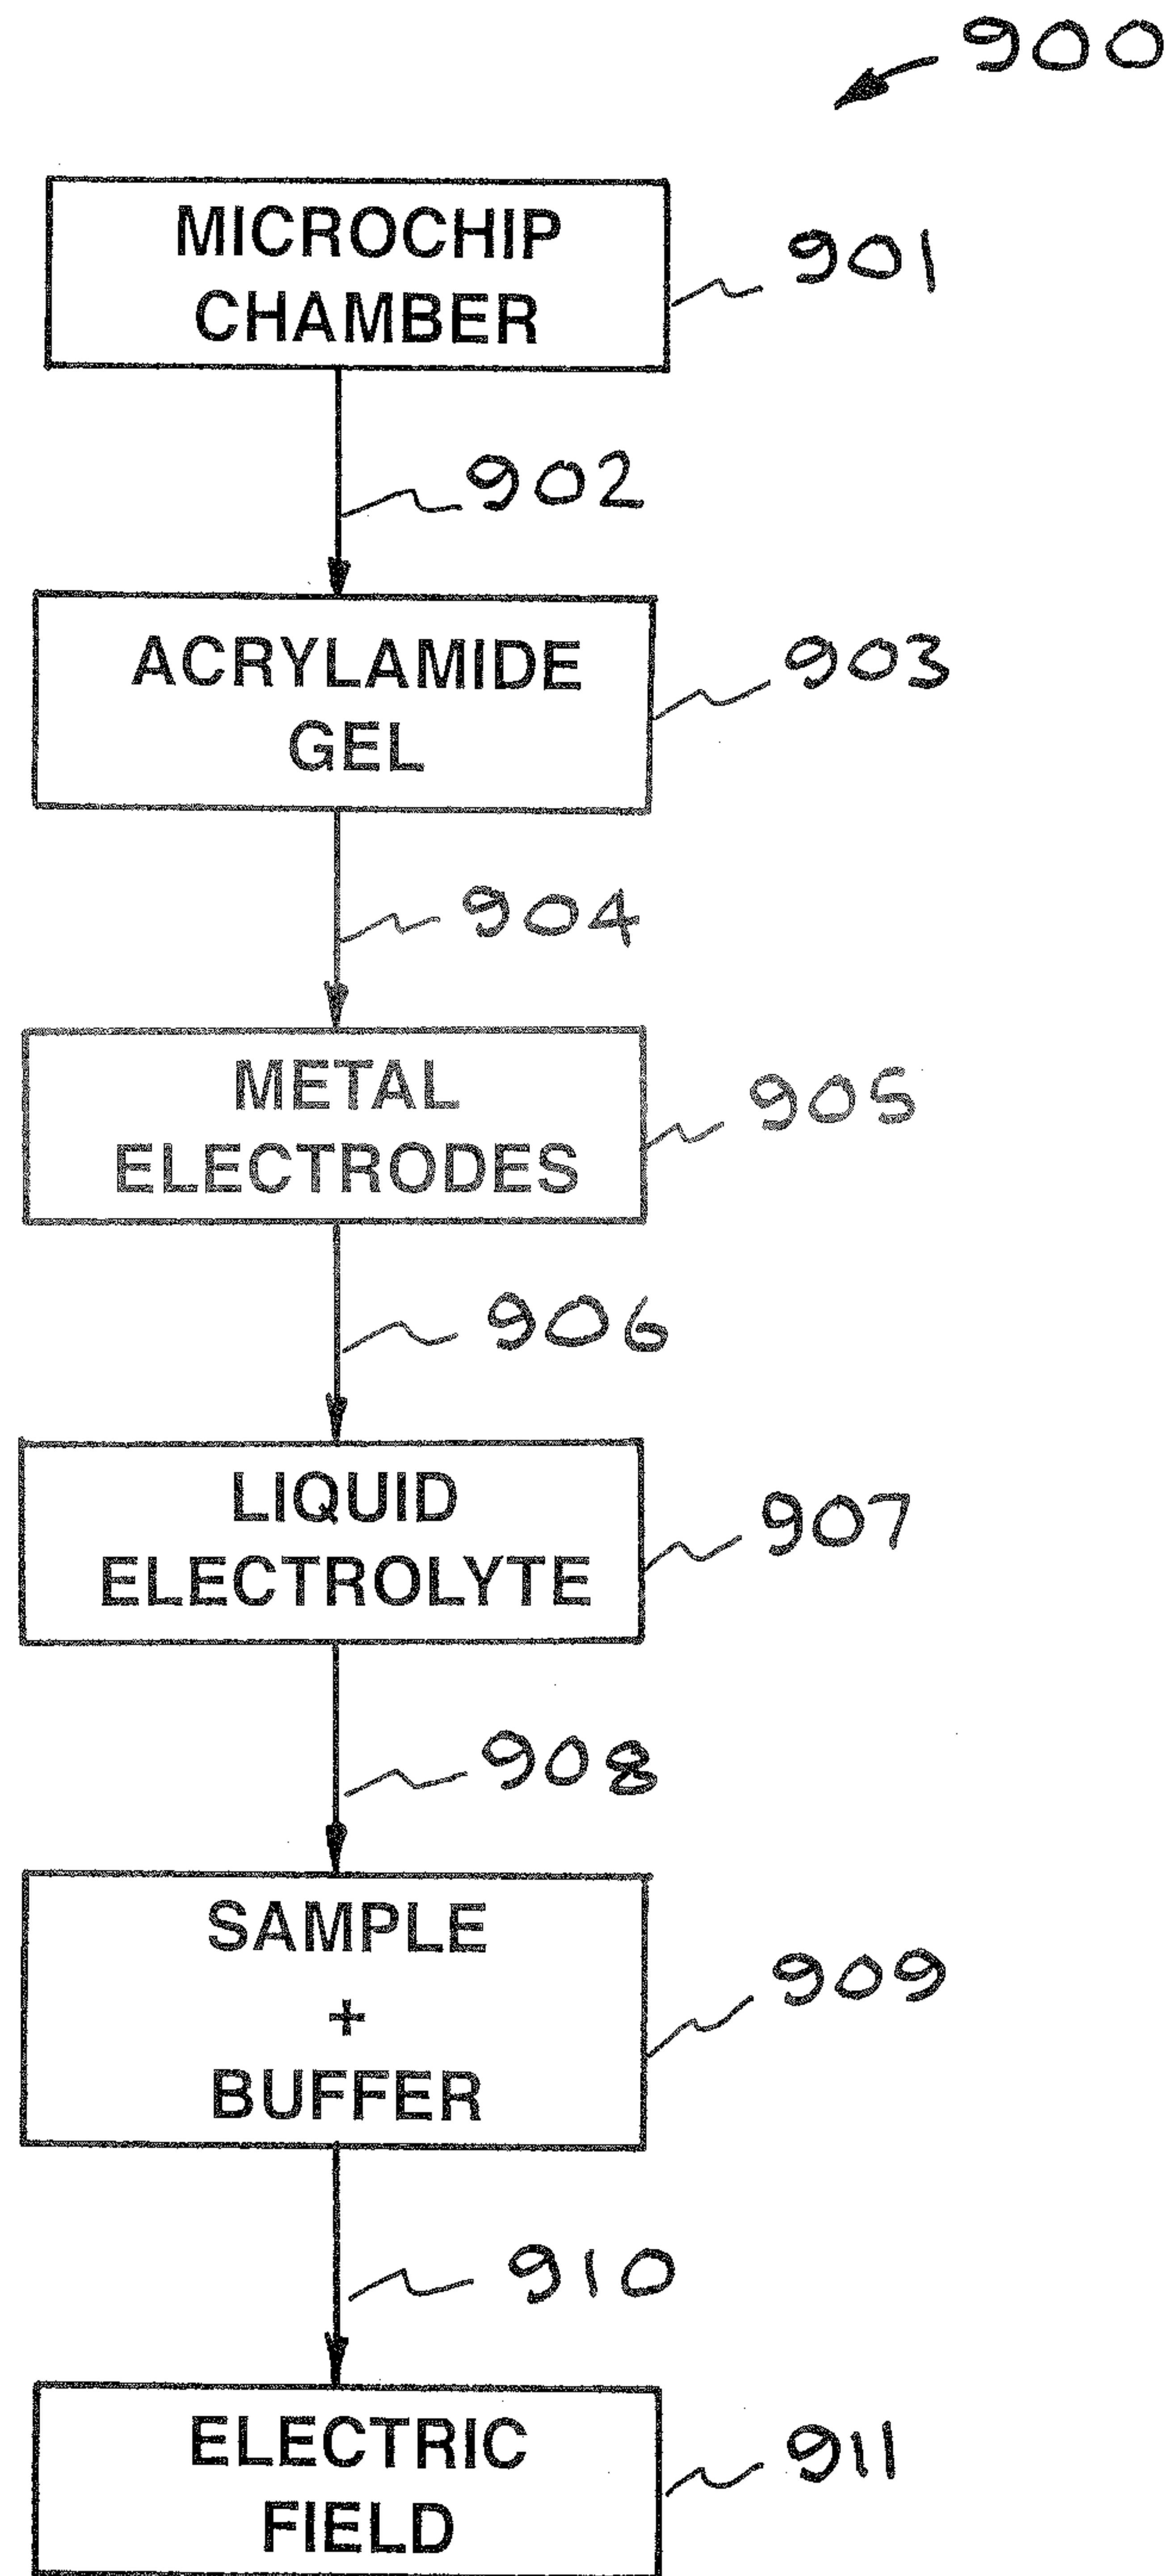 900
MICROCHIP
CHAMBER
901
902
ACRYLAMIDE
GEL
903
904
METAL
ELECTRODES
905
906
LIQUID
ELECTROLYTE
907
908
SAMPLE
+
BUFFER
909
910
ELECTRIC
FIELD
911